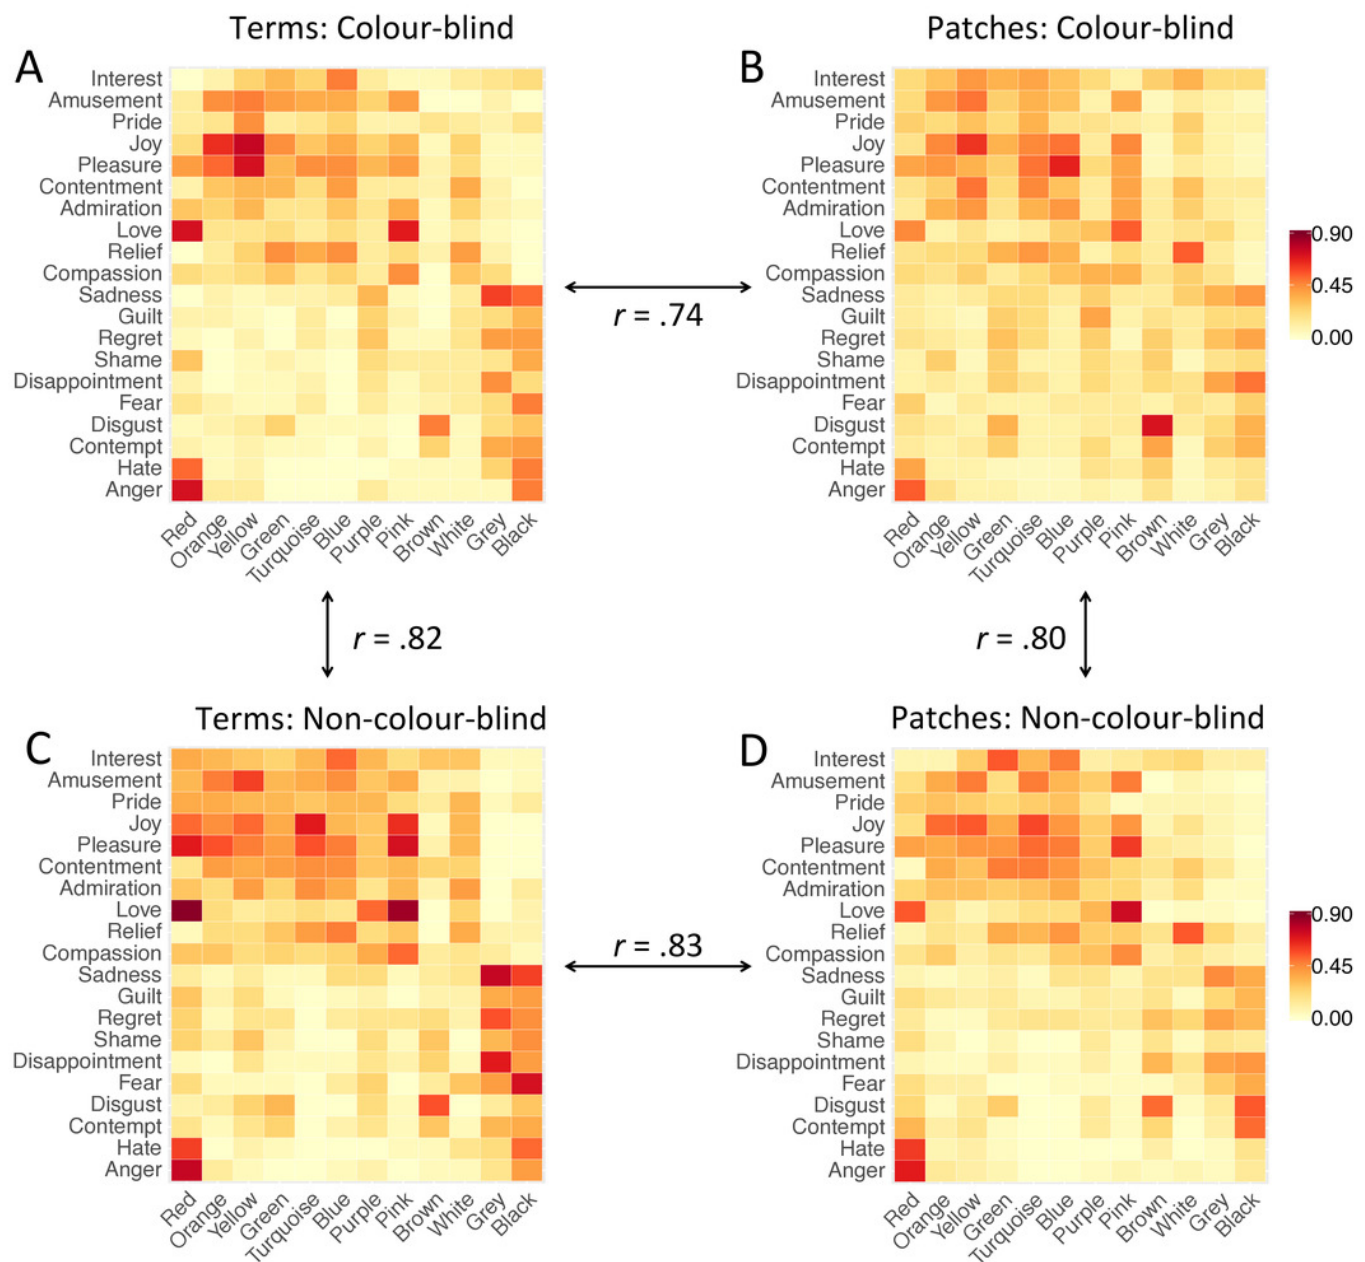 Terms: Colour-blind
Patches: Colour-blind
A
Interest
Amusement
Pride
Joy
Pleasure
Contentment
Admiration
Love
Relief
Compassion
Sadness
Guilt
Regret
Shame
Disappointment
Fear
Disgust
Contempt
Hate
Anger
Red
Orange
Yellow
Green
Turquoise
Blue
Purple
Pink
Brown
White
Grey
Black
r = .74
B
Interest
Amusement
Pride
Joy
Pleasure
Contentment
Admiration
Love
Relief
Compassion
Sadness
Guilt
Regret
Shame
Disappointment
Fear
Disgust
Contempt
Hate
Anger
Red
Orange
Yellow
Green
Turquoise
Blue
Purple
Pink
Brown
White
Grey
Black
0.90
0.45
0.00
r = .82
r = .80
Terms: Non-colour-blind
Patches: Non-colour-blind
C
Interest
Amusement
Pride
Joy
Pleasure
Contentment
Admiration
Love
Relief
Compassion
Sadness
Guilt
Regret
Shame
Disappointment
Fear
Disgust
Contempt
Hate
Anger
Red
Orange
Yellow
Green
Turquoise
Blue
Purple
Pink
Brown
White
Grey
Black
r = .83
D
Interest
Amusement
Pride
Joy
Pleasure
Contentment
Admiration
Love
Relief
Compassion
Sadness
Guilt
Regret
Shame
Disappointment
Fear
Disgust
Contempt
Hate
Anger
Red
Orange
Yellow
Green
Turquoise
Blue
Purple
Pink
Brown
White
Grey
Black
0.90
0.45
0.00